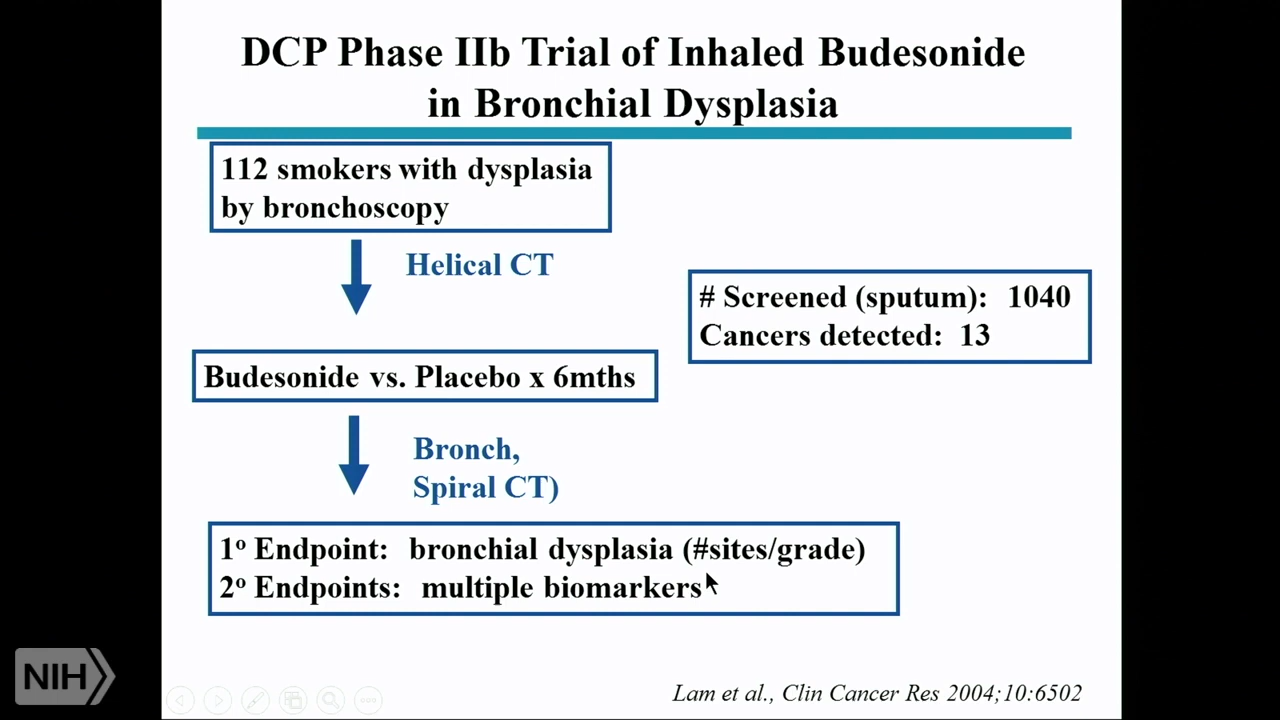 DCP Phase IIb Trial of Inhaled Budesonide
in Bronchial Dysplasia
112 smokers with dysplasia
by bronchoscopy
Helical CT
# Screened (sputum): 1040
Cancers detected: 13
Budesonide vs. Placebo x 6mths
Bronch,
Spiral CT)
1º Endpoint: bronchial dysplasia (#sites/grade)
2º Endpoints: multiple biomarkers
NIH
Lam et al., Clin Cancer Res 2004;10:6502